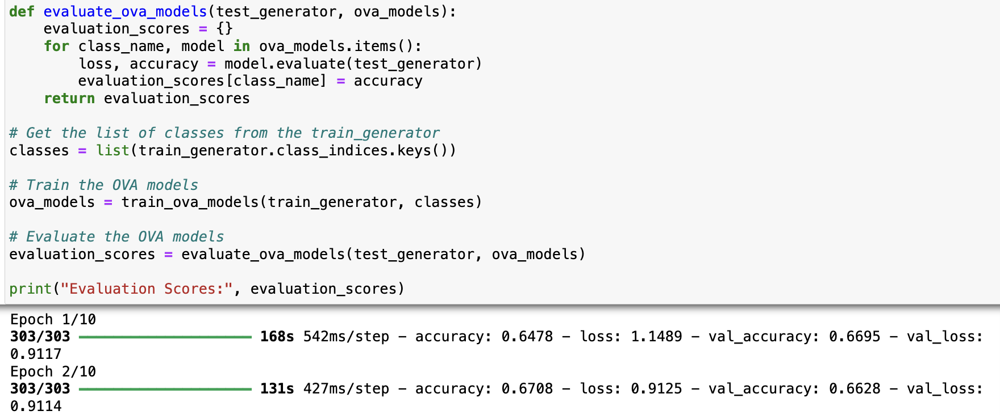 def evaluate_ova_models(test_generator, ova_models):
    evaluation_scores = {}
    for class_name, model in ova_models.items():
        loss, accuracy = model.evaluate(test_generator)
        evaluation_scores[class_name] = accuracy
    return evaluation_scores

# Get the list of classes from the train_generator
classes = list(train_generator.class_indices.keys())

# Train the OVA models
ova_models = train_ova_models(train_generator, classes)

# Evaluate the OVA models
evaluation_scores = evaluate_ova_models(test_generator, ova_models)

print("Evaluation Scores:", evaluation_scores)
Epoch 1/10
303/303 ━━━━━━━━━━━━━━━━━━━━ 168s 542ms/step – accuracy: 0.6478 – loss: 1.1489 – val_accuracy: 0.6695 – val_loss:
0.9117
Epoch 2/10
303/303 ━━━━━━━━━━━━━━━━━━━━ 131s 427ms/step – accuracy: 0.6708 – loss: 0.9125 – val_accuracy: 0.6628 – val_loss:
0.9114